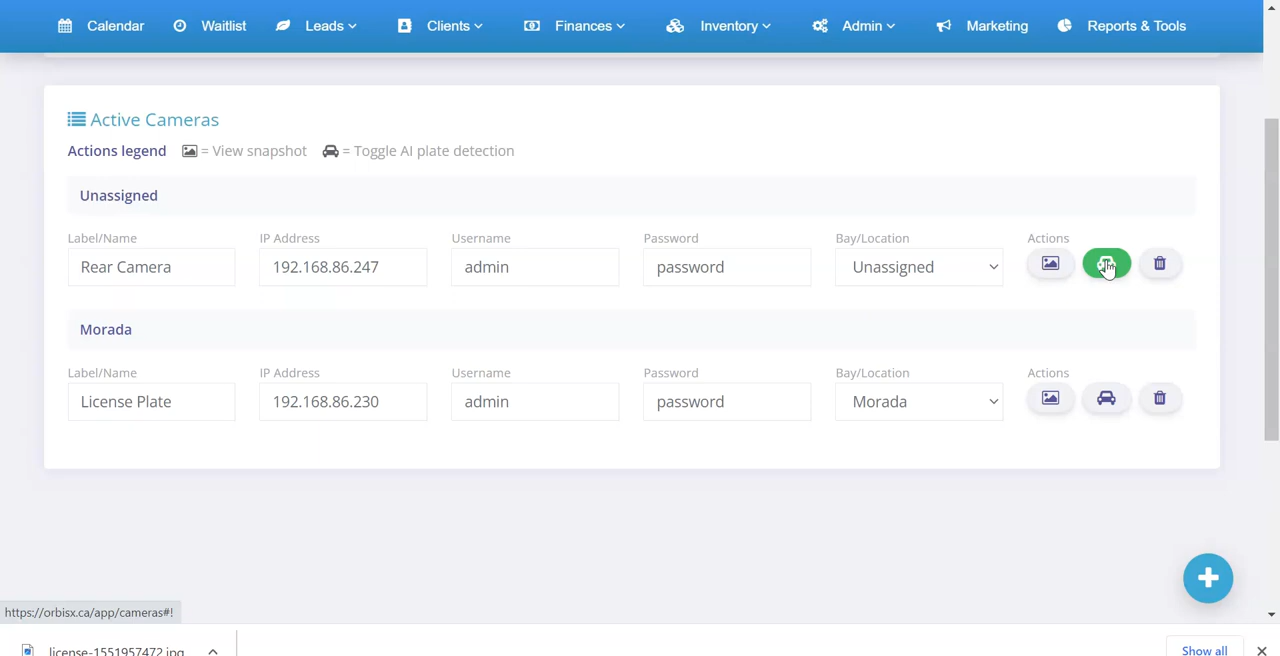 Calendar Waitlist Leads Clients Finances Inventory Admin Marketing Reports & Tools
Active Cameras
Actions legend = View snapshot = Toggle AI plate detection
Unassigned
Label/Name IP Address Username Password Bay/Location Actions
Rear Camera 192.168.86.247 admin password Unassigned
Morada
Label/Name IP Address Username Password Bay/Location Actions
License Plate 192.168.86.230 admin password Morada
https://orbisx.ca/app/cameras#!
license-1551957472.jpg Show all